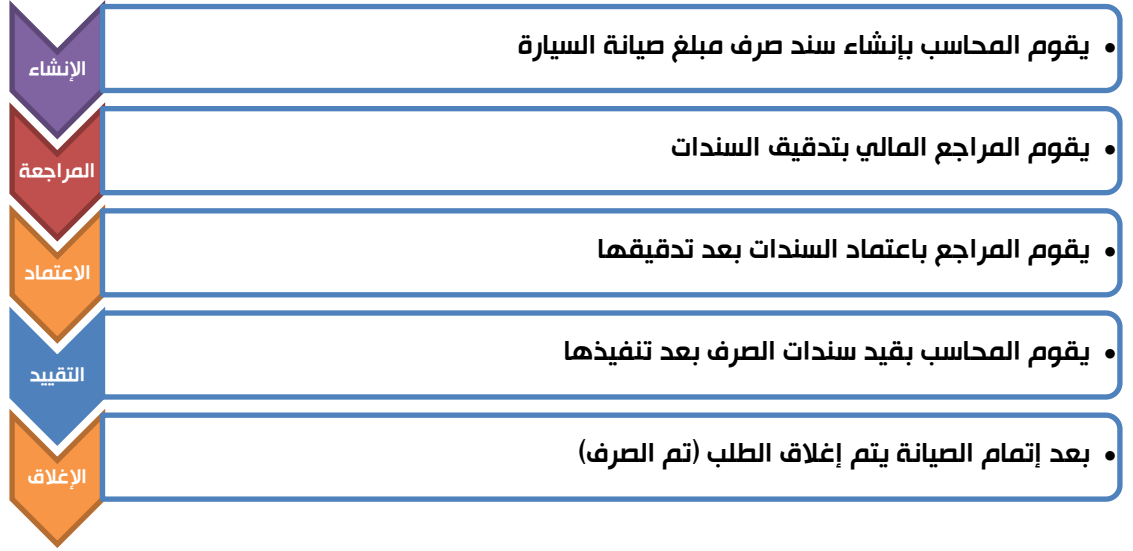 الإنشاء
• يقوم المحاسب بإنشاء سند صرف مبلغ صيانة السيارة
المراجعة
• يقوم المراجع المالي بتدقيق السندات
الاعتماد
• يقوم المراجع باعتماد السندات بعد تدقيقها
التقييد
• يقوم المحاسب بقيد سندات الصرف بعد تنفيذها
الإغلاق
• بعد إتمام الصيانة يتم إغلاق الطلب (تم الصرف)